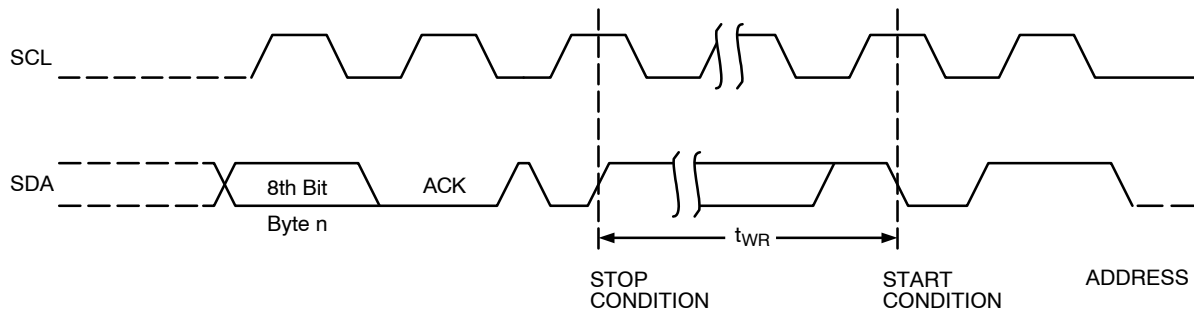 SCL
SDA
8th Bit
ACK
Byte n
tWR
STOP
CONDITION
START
CONDITION
ADDRESS